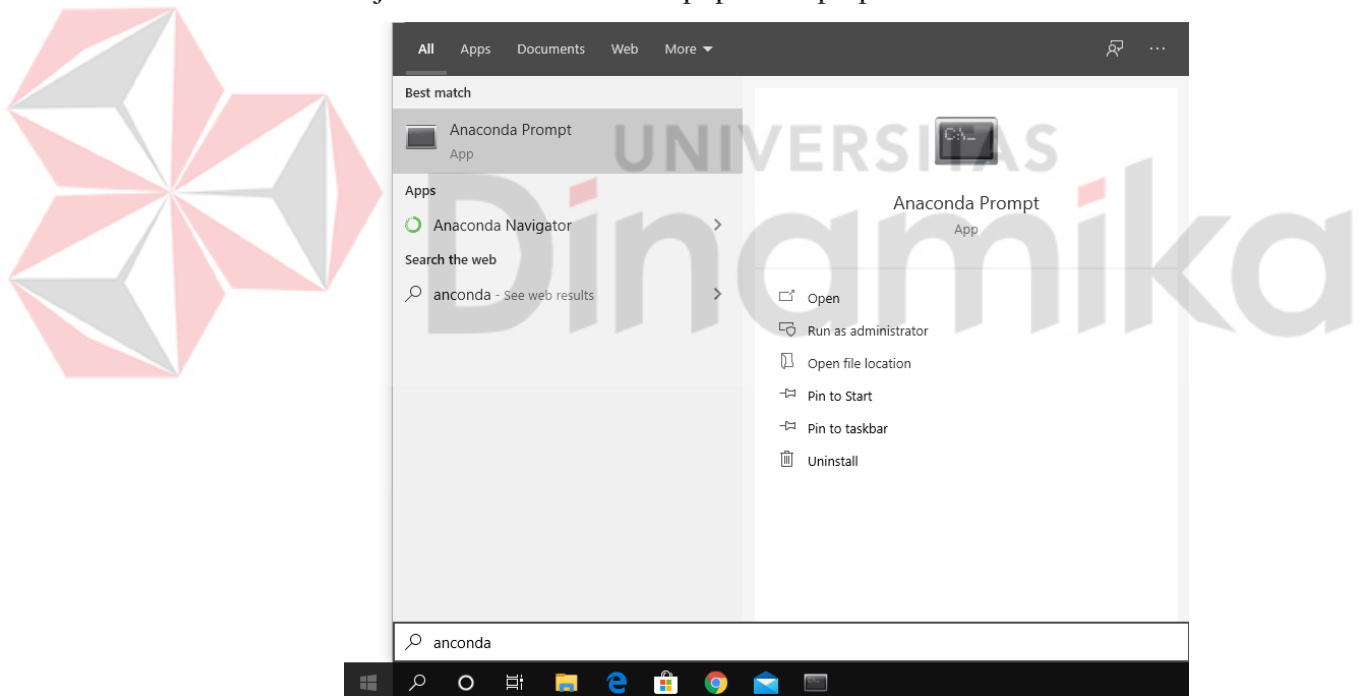 All Apps Documents Web More
Best match
Anaconda Prompt
App
Apps
Anaconda Navigator
Search the web
anconda - See web results
Anaconda Prompt
App
Open
Run as administrator
Open file location
Pin to Start
Pin to taskbar
Uninstall
anconda
UNIVERSITAS
Dinamika